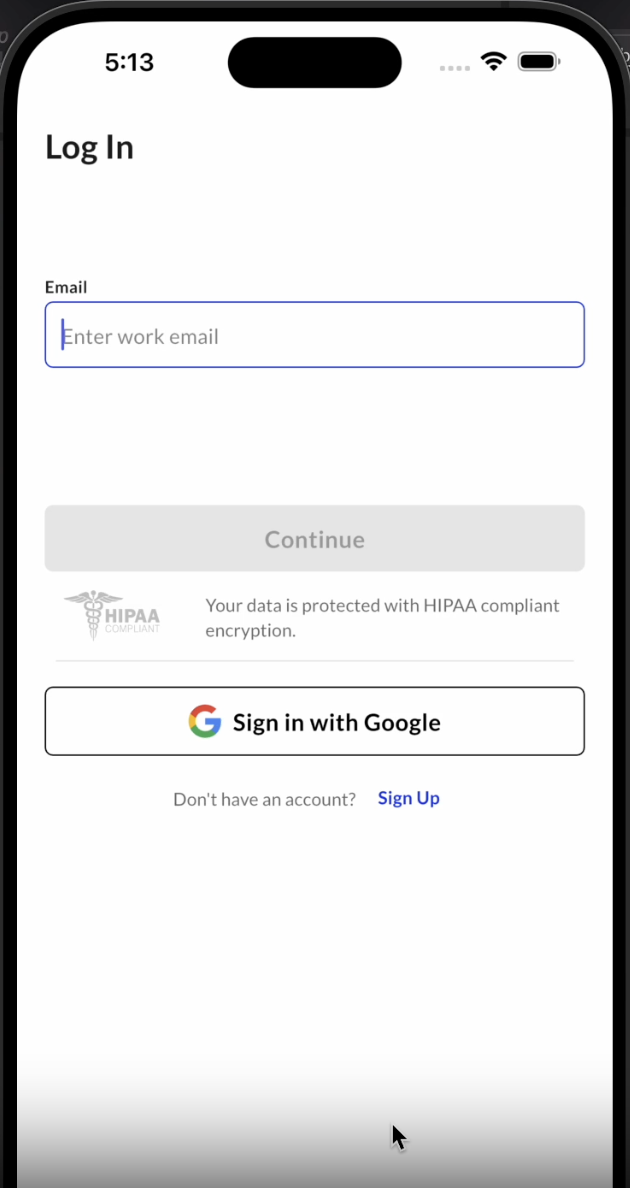 5:13
Log In
Email
Enter work email
Continue
HIPAA
COMPLIANT
Your data is protected with HIPAA compliant
encryption.
Sign in with Google
Don't have an account? Sign Up